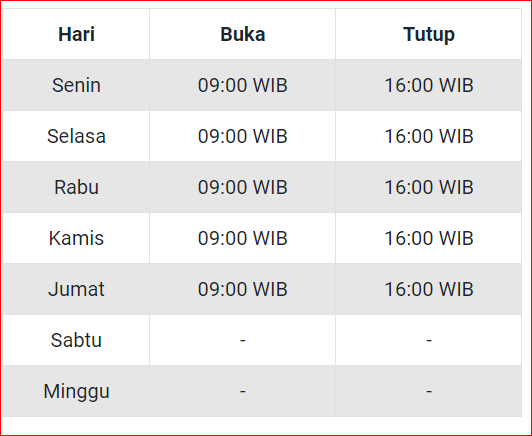 Hari Buka Tutup
Senin 09:00 WIB 16:00 WIB
Selasa 09:00 WIB 16:00 WIB
Rabu 09:00 WIB 16:00 WIB
Kamis 09:00 WIB 16:00 WIB
Jumat 09:00 WIB 16:00 WIB
Sabtu - -
Minggu - -